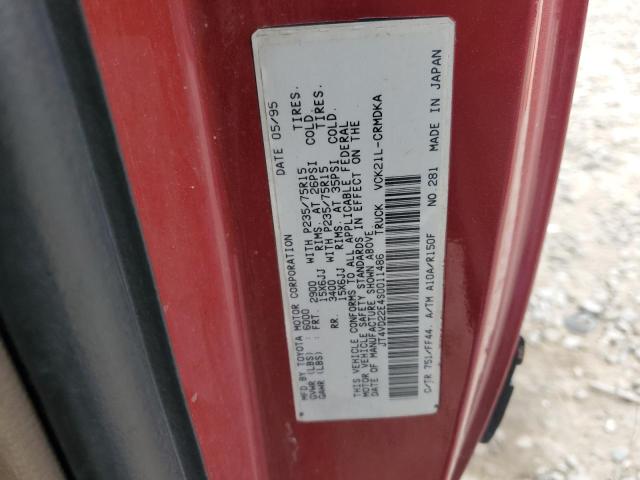 MFD BY TOYOTA MOTOR CORPORATION DATE 05/95
GVWR (LBS) : 6000
GAWR (LBS) : FRT. 2900 WITH P235/75R15 TIRES.
15X6JJ RIMS. AT 26PSI COLD.
RR. 3400 WITH P235/75R15 TIRES.
15X6JJ RIMS. AT 35PSI COLD.
THIS VEHICLE CONFORMS TO ALL APPLICABLE FEDERAL
MOTOR VEHICLE SAFETY STANDARDS IN EFFECT ON THE
DATE OF MANUFACTURE SHOWN ABOVE.
JT4VD22E4S0011486 TRUCK VCK21L-CRMDKA
C/TR 751/FF44. A/TM A10A/R150F NO.281 MADE IN JAPAN